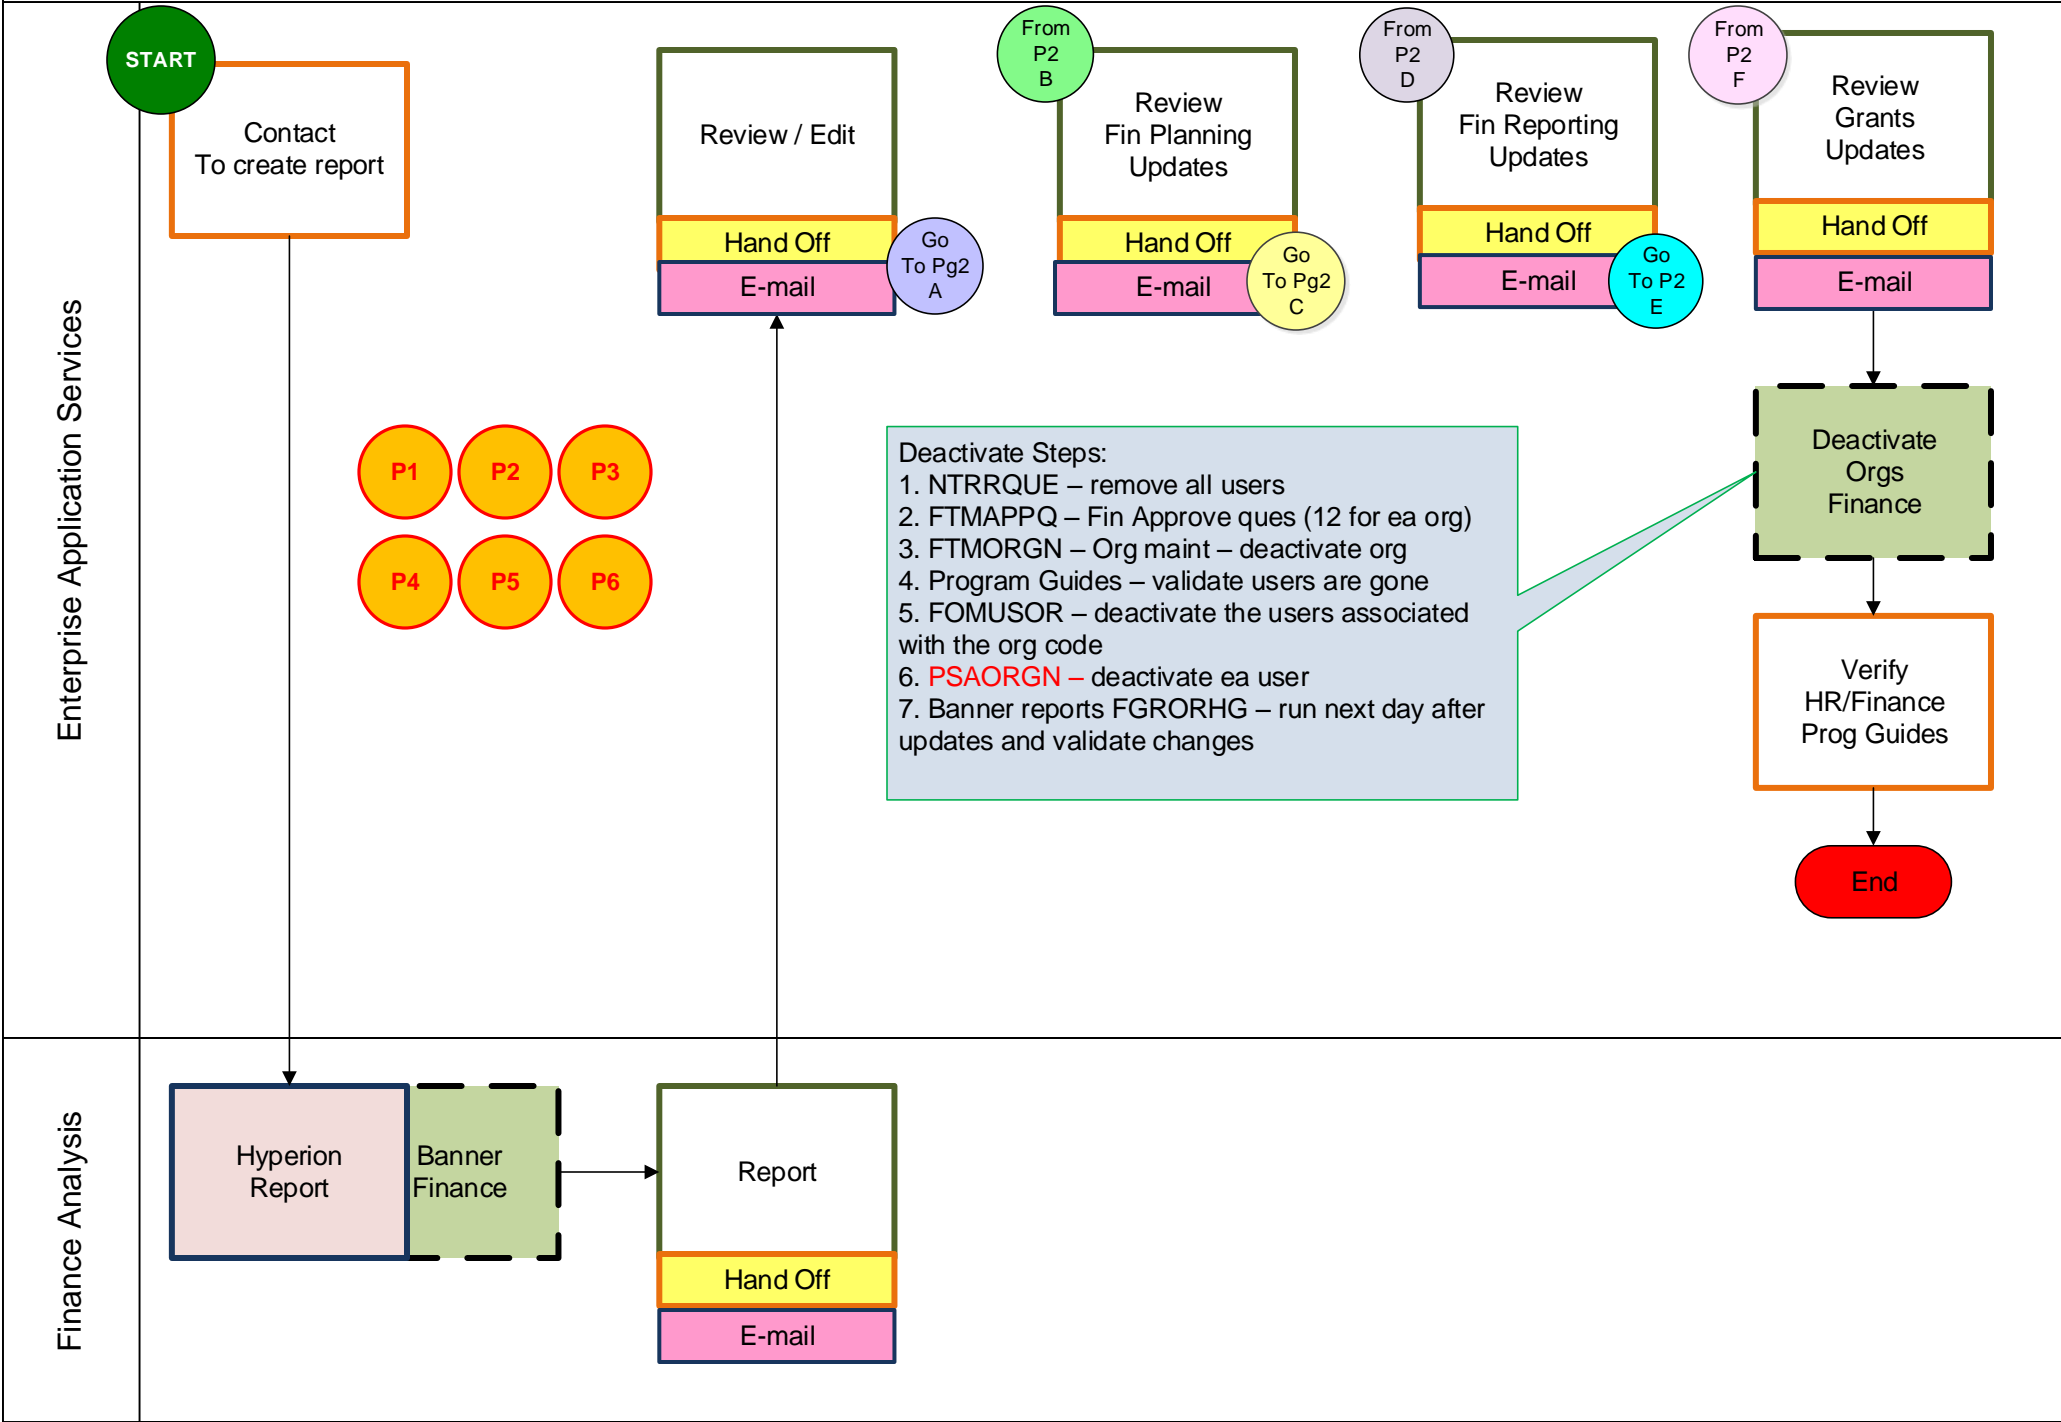 Enterprise Application Services
START
Contact
To create report
Review / Edit
Hand Off
E-mail
Go
To Pg2
A
From
P2
B
Review
Fin Planning
Updates
Hand Off
E-mail
Go
To Pg2
C
From
P2
D
Review
Fin Reporting
Updates
Hand Off
E-mail
Go
To P2
E
From
P2
F
Review
Grants
Updates
Hand Off
E-mail
P1
P2
P3
P4
P5
P6
Deactivate Steps:
1. NTRRQUE – remove all users
2. FTMAPPQ – Fin Approve ques (12 for ea org)
3. FTMORGN – Org maint – deactivate org
4. Program Guides – validate users are gone
5. FOMUSOR – deactivate the users associated
with the org code
6. PSAORGN – deactivate ea user
7. Banner reports FGRORHG – run next day after
updates and validate changes
Deactivate
Orgs
Finance
Verify
HR/Finance
Prog Guides
End
Finance Analysis
Hyperion
Report
Banner
Finance
Report
Hand Off
E-mail